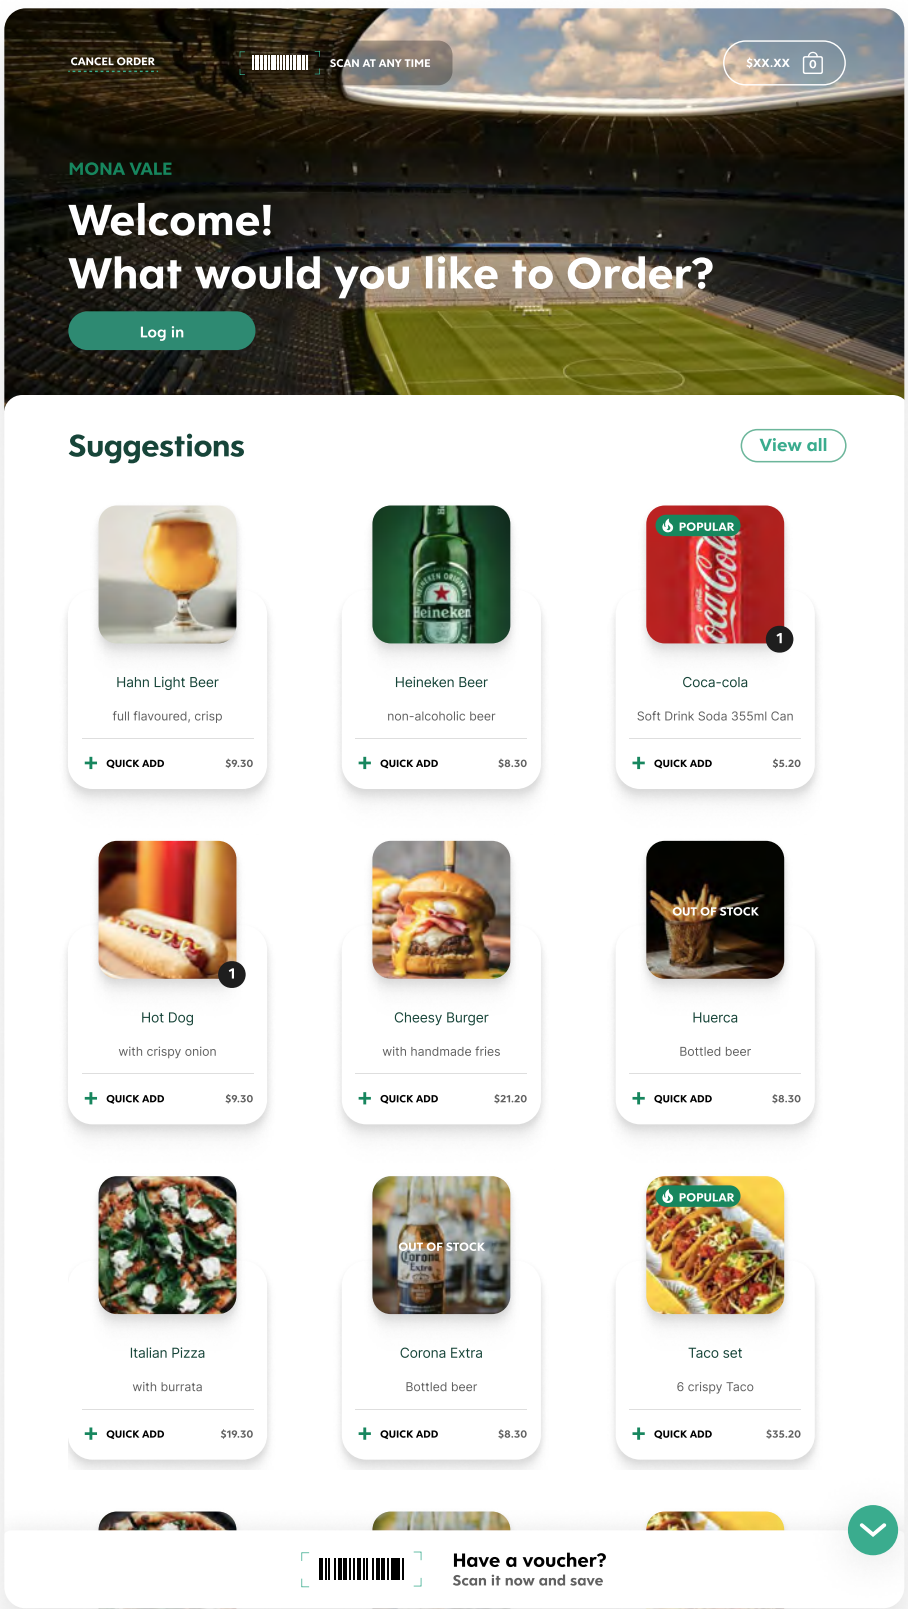 CANCEL ORDER
SCAN AT ANY TIME
$XX.XX 0
MONA VALE
Welcome!
What would you like to Order?
Log in
Suggestions
View all
Heineken
POPULAR
Coca-Cola
1
Hahn Light Beer
full flavoured, crisp
QUICK ADD $9.30
Heineken Beer
non-alcoholic beer
QUICK ADD $8.30
Coca-cola
Soft Drink Soda 355ml Can
QUICK ADD $5.20
1
OUT OF STOCK
Hot Dog
with crispy onion
QUICK ADD $9.30
Cheesy Burger
with handmade fries
QUICK ADD $21.20
Huerca
Bottled beer
QUICK ADD $8.30
OUT OF STOCK
Corona
Extra
POPULAR
Italian Pizza
with burrata
QUICK ADD $19.30
Corona Extra
Bottled beer
QUICK ADD $8.30
Taco set
6 crispy Taco
QUICK ADD $35.20
Have a voucher?
Scan it now and save